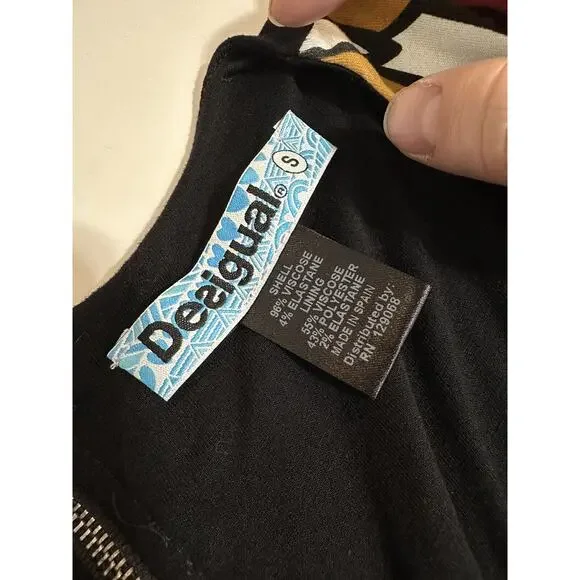 Desigual®
S
SHELL
96% VISCOSE
4% ELASTANE
LINING
55% VISCOSE
43% POLYESTER
2% ELASTANE
MADE IN SPAIN
Distributed by:
RN 129068